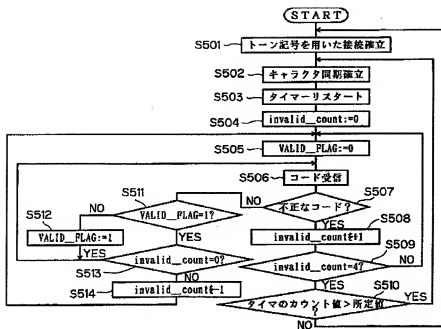 START
S501
トーン記号を用いた接続確立
S502
キャラクタ同期確立
S503
タイマーリスタート
S504
invalid_count:=0
S505
VALID_FLAG:=0
S506
コード受信
S507
不正なコード?
NO
YES
S508
invalid_count+1
S509
invalid_count=4?
NO
YES
S510
タイマのカウント値>所定値
?
YES
NO
S511
VALID_FLAG=1?
NO
YES
S512
VALID_FLAG:=1
S513
invalid_count=0?
YES
NO
S514
invalid_count-1